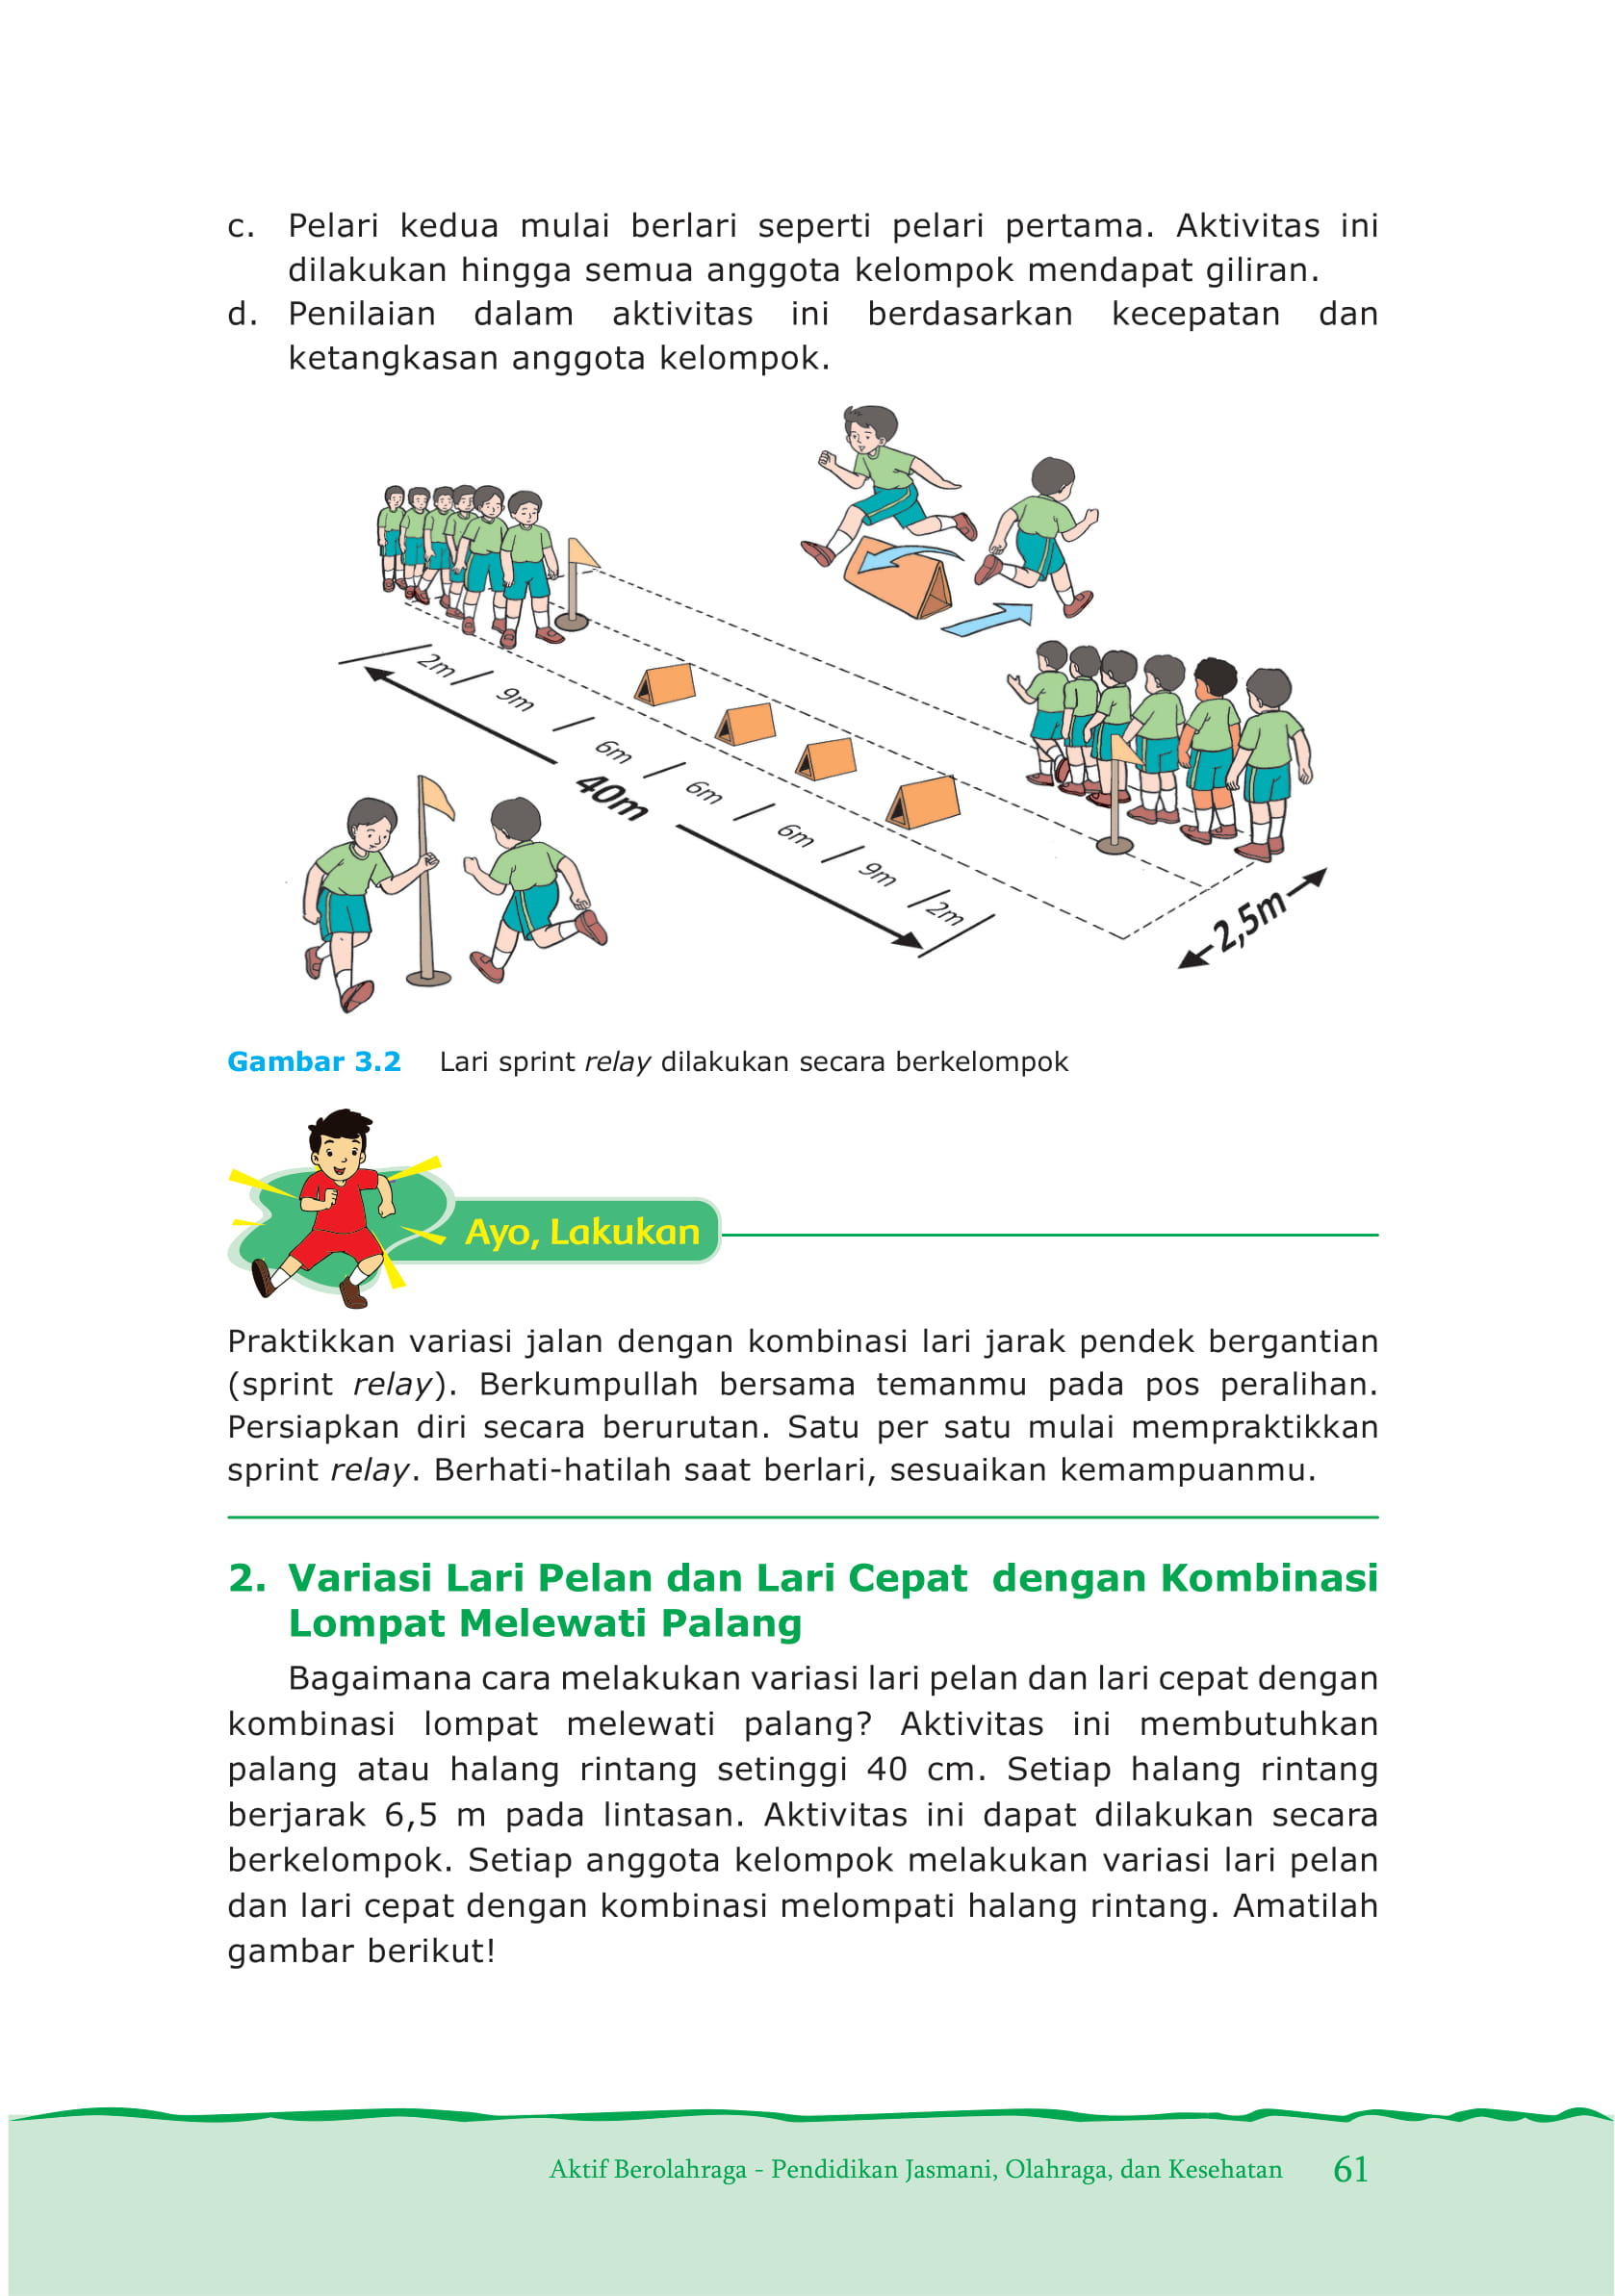 c. Pelari kedua mulai berlari seperti pelari pertama. Aktivitas ini
dilakukan hingga semua anggota kelompok mendapat giliran.
d. Penilaian dalam aktivitas ini berdasarkan kecepatan dan
ketangkasan anggota kelompok.
2m
9m
6m
6m
6m
9m
2m
40m
2,5m
Gambar 3.2 Lari sprint relay dilakukan secara berkelompok
Ayo, Lakukan
Praktikkan variasi jalan dengan kombinasi lari jarak pendek bergantian
(sprint relay). Berkumpullah bersama temanmu pada pos peralihan.
Persiapkan diri secara berurutan. Satu per satu mulai mempraktikkan
sprint relay. Berhati-hatilah saat berlari, sesuaikan kemampuanmu.
2. Variasi Lari Pelan dan Lari Cepat dengan Kombinasi
Lompat Melewati Palang
Bagaimana cara melakukan variasi lari pelan dan lari cepat dengan
kombinasi lompat melewati palang? Aktivitas ini membutuhkan
palang atau halang rintang setinggi 40 cm. Setiap halang rintang
berjarak 6,5 m pada lintasan. Aktivitas ini dapat dilakukan secara
berkelompok. Setiap anggota kelompok melakukan variasi lari pelan
dan lari cepat dengan kombinasi melompati halang rintang. Amatilah
gambar berikut!
Aktif Berolahraga - Pendidikan Jasmani, Olahraga, dan Kesehatan 61